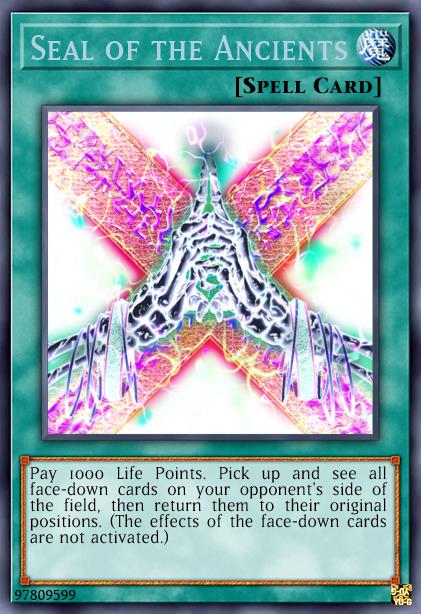 Seal of the Ancients 魔
[Spell Card]
Pay 1000 Life Points. Pick up and see all
face-down cards on your opponent's side of
the field, then return them to their original
positions. (The effects of the face-down cards
are not activated.)
97809599